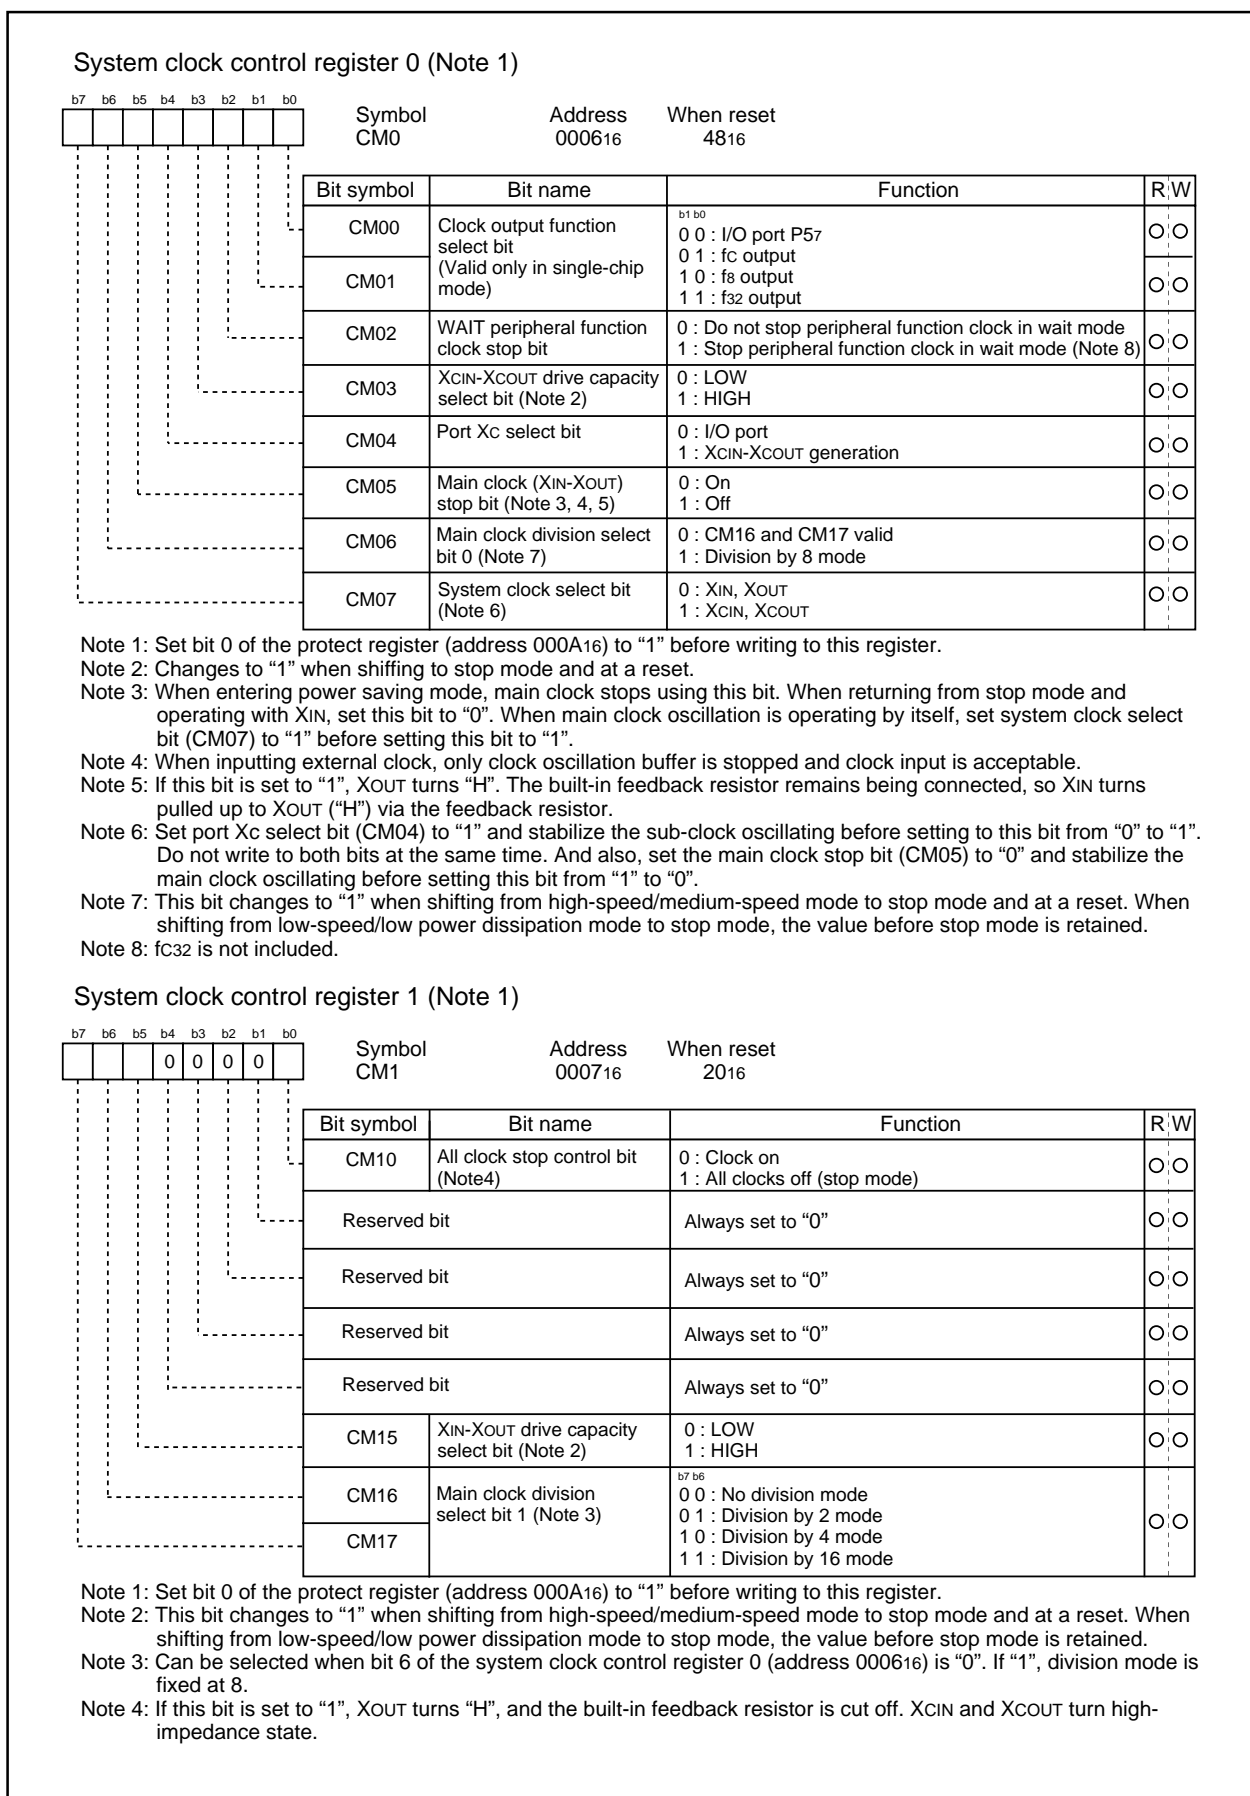 System clock control register 0 (Note 1)
b7 b6 b5 b4 b3 b2 b1 b0
Symbol Address When reset
CM0 000616 4816
Bit symbol Bit name Function R W
CM00 Clock output function select bit (Valid only in single-chip mode) b1 b0
0 0 : I/O port P57
0 1 : fC output
CM01 1 0 : f8 output
1 1 : f32 output
CM02 WAIT peripheral function clock stop bit 0 : Do not stop peripheral function clock in wait mode
1 : Stop peripheral function clock in wait mode (Note 8)
CM03 XCIN-XCOUT drive capacity select bit (Note 2) 0 : LOW
1 : HIGH
CM04 Port XC select bit 0 : I/O port
1 : XCIN-XCOUT generation
CM05 Main clock (XIN-XOUT) stop bit (Note 3, 4, 5) 0 : On
1 : Off
CM06 Main clock division select bit 0 (Note 7) 0 : CM16 and CM17 valid
1 : Division by 8 mode
CM07 System clock select bit (Note 6) 0 : XIN, XOUT
1 : XCIN, XCOUT
Note 1: Set bit 0 of the protect register (address 000A16) to “1” before writing to this register.
Note 2: Changes to “1” when shiffing to stop mode and at a reset.
Note 3: When entering power saving mode, main clock stops using this bit. When returning from stop mode and
operating with XIN, set this bit to “0”. When main clock oscillation is operating by itself, set system clock select
bit (CM07) to “1” before setting this bit to “1”.
Note 4: When inputting external clock, only clock oscillation buffer is stopped and clock input is acceptable.
Note 5: If this bit is set to “1”, XOUT turns “H”. The built-in feedback resistor remains being connected, so XIN turns
pulled up to XOUT (“H”) via the feedback resistor.
Note 6: Set port Xc select bit (CM04) to “1” and stabilize the sub-clock oscillating before setting to this bit from “0” to “1”.
Do not write to both bits at the same time. And also, set the main clock stop bit (CM05) to “0” and stabilize the
main clock oscillating before setting this bit from “1” to “0”.
Note 7: This bit changes to “1” when shifting from high-speed/medium-speed mode to stop mode and at a reset. When
shifting from low-speed/low power dissipation mode to stop mode, the value before stop mode is retained.
Note 8: fC32 is not included.
System clock control register 1 (Note 1)
b7 b6 b5 b4 b3 b2 b1 b0
0 0 0 0
Symbol Address When reset
CM1 000716 2016
Bit symbol Bit name Function R W
CM10 All clock stop control bit (Note4) 0 : Clock on
1 : All clocks off (stop mode)
Reserved bit Always set to “0”
Reserved bit Always set to “0”
Reserved bit Always set to “0”
Reserved bit Always set to “0”
CM15 XIN-XOUT drive capacity select bit (Note 2) 0 : LOW
1 : HIGH
CM16 Main clock division select bit 1 (Note 3) b7 b6
0 0 : No division mode
0 1 : Division by 2 mode
CM17 1 0 : Division by 4 mode
1 1 : Division by 16 mode
Note 1: Set bit 0 of the protect register (address 000A16) to “1” before writing to this register.
Note 2: This bit changes to “1” when shifting from high-speed/medium-speed mode to stop mode and at a reset. When
shifting from low-speed/low power dissipation mode to stop mode, the value before stop mode is retained.
Note 3: Can be selected when bit 6 of the system clock control register 0 (address 000616) is “0”. If “1”, division mode is
fixed at 8.
Note 4: If this bit is set to “1”, XOUT turns “H”, and the built-in feedback resistor is cut off. XCIN and XCOUT turn high-
impedance state.